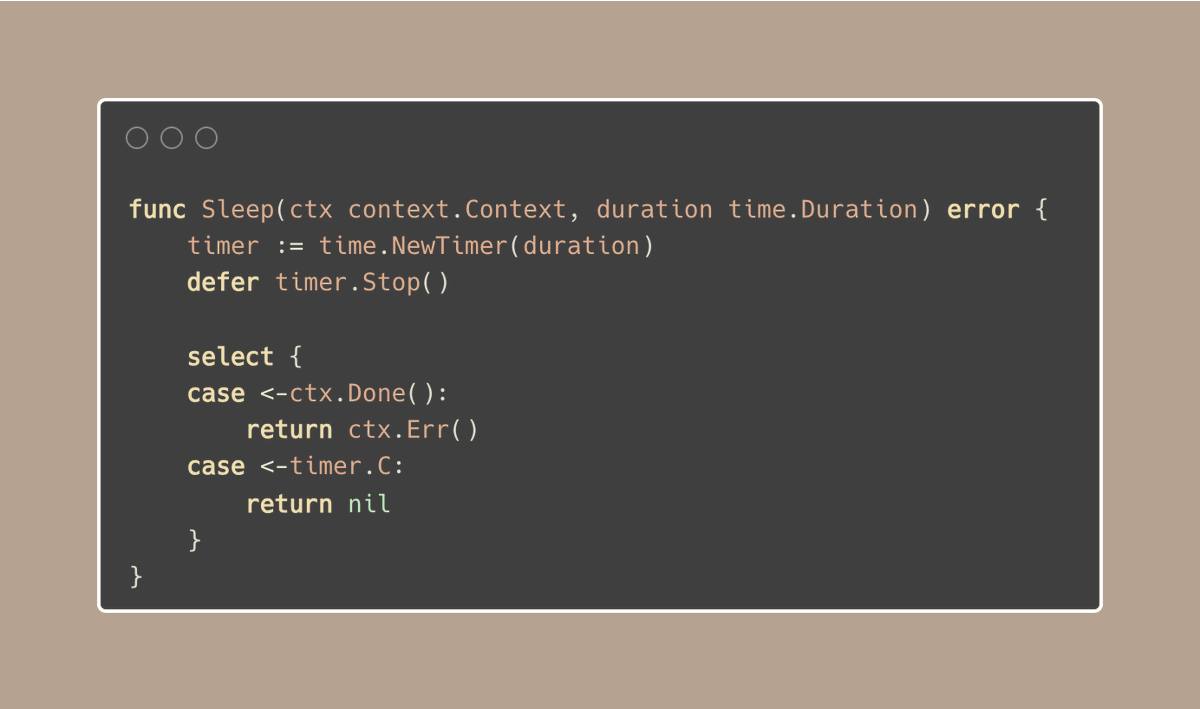 func Sleep(ctx context.Context, duration time.Duration) error {
    timer := time.NewTimer(duration)
    defer timer.Stop()

    select {
    case <-ctx.Done():
        return ctx.Err()
    case <-timer.C:
        return nil
    }
}